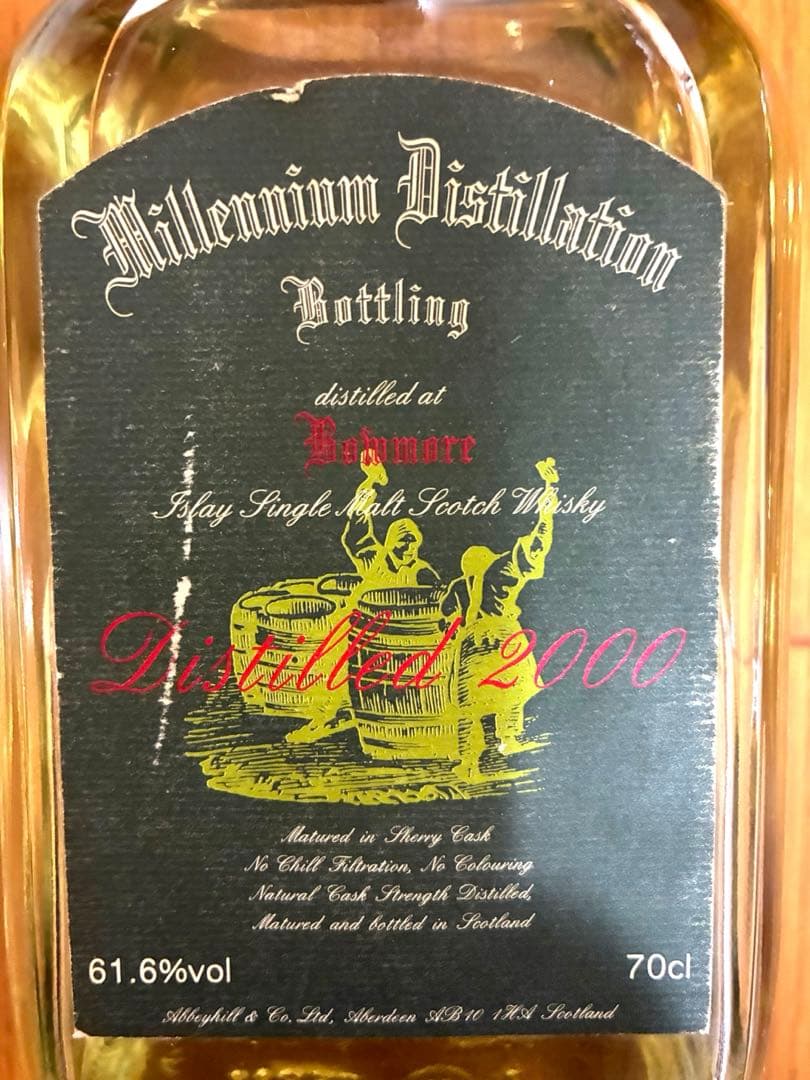 Millennium Distillation
Bottling
distilled at
Bowmore
Islay Single Malt Scotch Whisky
Distilled 2000
Matured in Sherry Cask
No Chill Filtration, No Colouring
Natural Cask Strength Distilled,
Matured and bottled in Scotland
61.6%vol 70cl
Abbeyhill & Co. Ltd, Aberdeen AB10 1HA Scotland